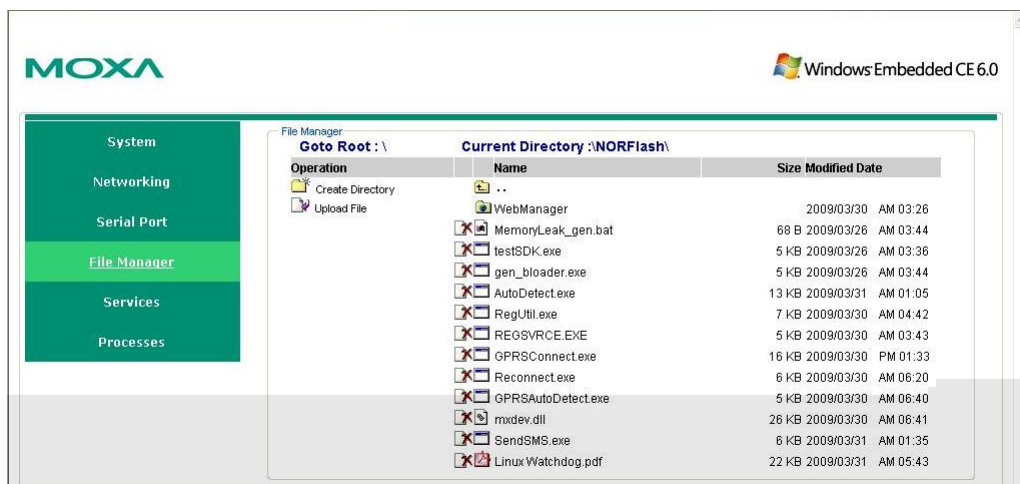 MOXA
Windows Embedded CE 6.0
System
Networking
Serial Port
File Manager
Services
Processes
File Manager
Goto Root : \ Current Directory :\NORFlash\
Operation Name Size Modified Date
Create Directory ..
Upload File WebManager 2009/03/30 AM 03:26
MemoryLeak_gen.bat 68 B 2009/03/26 AM 03:44
testSDK.exe 5 KB 2009/03/26 AM 03:36
gen_bloader.exe 5 KB 2009/03/26 AM 03:44
AutoDetect.exe 13 KB 2009/03/31 AM 01:05
RegUtil.exe 7 KB 2009/03/30 AM 04:42
REGSVRCE.EXE 5 KB 2009/03/30 AM 03:43
GPRSConnect.exe 16 KB 2009/03/30 PM 01:33
Reconnect.exe 6 KB 2009/03/30 AM 06:20
GPRSAutoDetect.exe 5 KB 2009/03/30 AM 06:40
mxdev.dll 26 KB 2009/03/30 AM 06:41
SendSMS.exe 6 KB 2009/03/31 AM 01:35
Linux Watchdog.pdf 22 KB 2009/03/31 AM 05:43